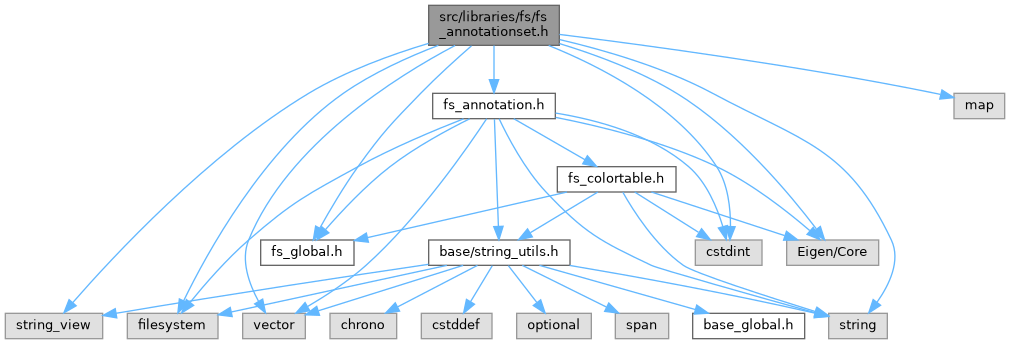 src/libraries/fs/fs
_annotationset.h
fs_annotation.h
map
fs_colortable.h
fs_global.h
base/string_utils.h
cstdint
Eigen/Core
string_view
filesystem
vector
chrono
cstddef
optional
span
base_global.h
string